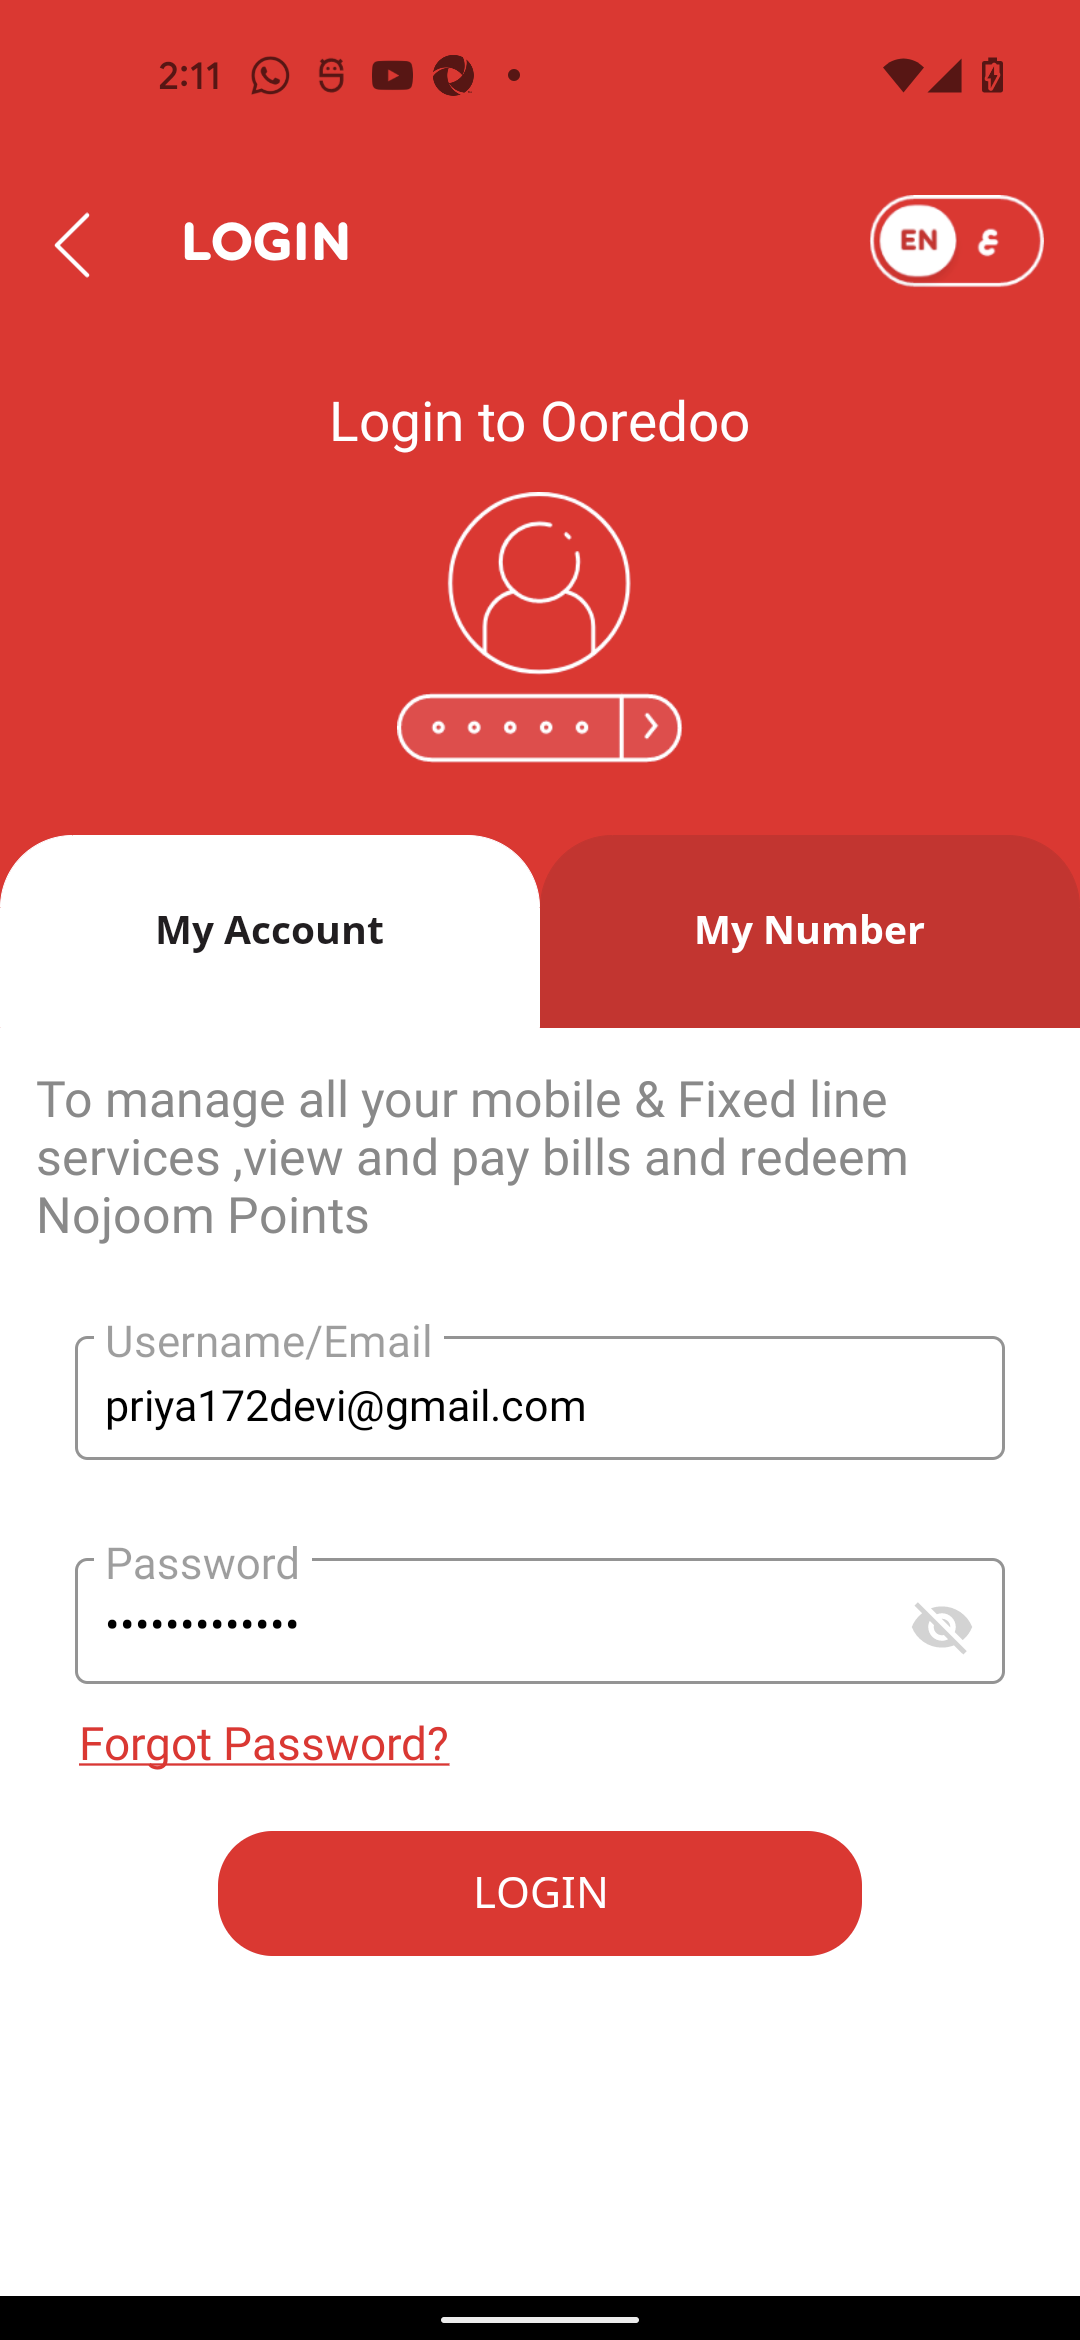 2:11
LOGIN
EN ع
Login to Ooredoo
My Account
My Number
To manage all your mobile & Fixed line
services ,view and pay bills and redeem
Nojoom Points
Username/Email
priya172devi@gmail.com
Password
•••••••••••••
Forgot Password?
LOGIN